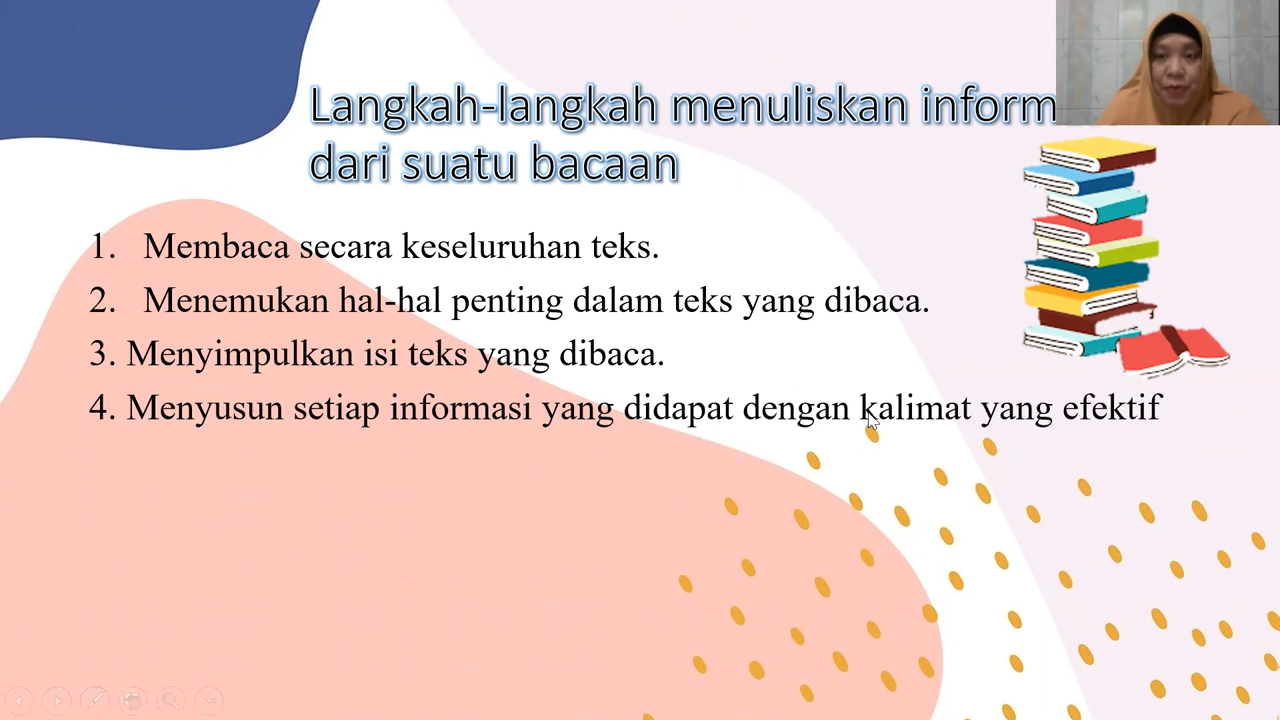 Langkah-langkah menuliskan inform
dari suatu bacaan
1. Membaca secara keseluruhan teks.
2. Menemukan hal-hal penting dalam teks yang dibaca.
3. Menyimpulkan isi teks yang dibaca.
4. Menyusun setiap informasi yang didapat dengan kalimat yang efektif